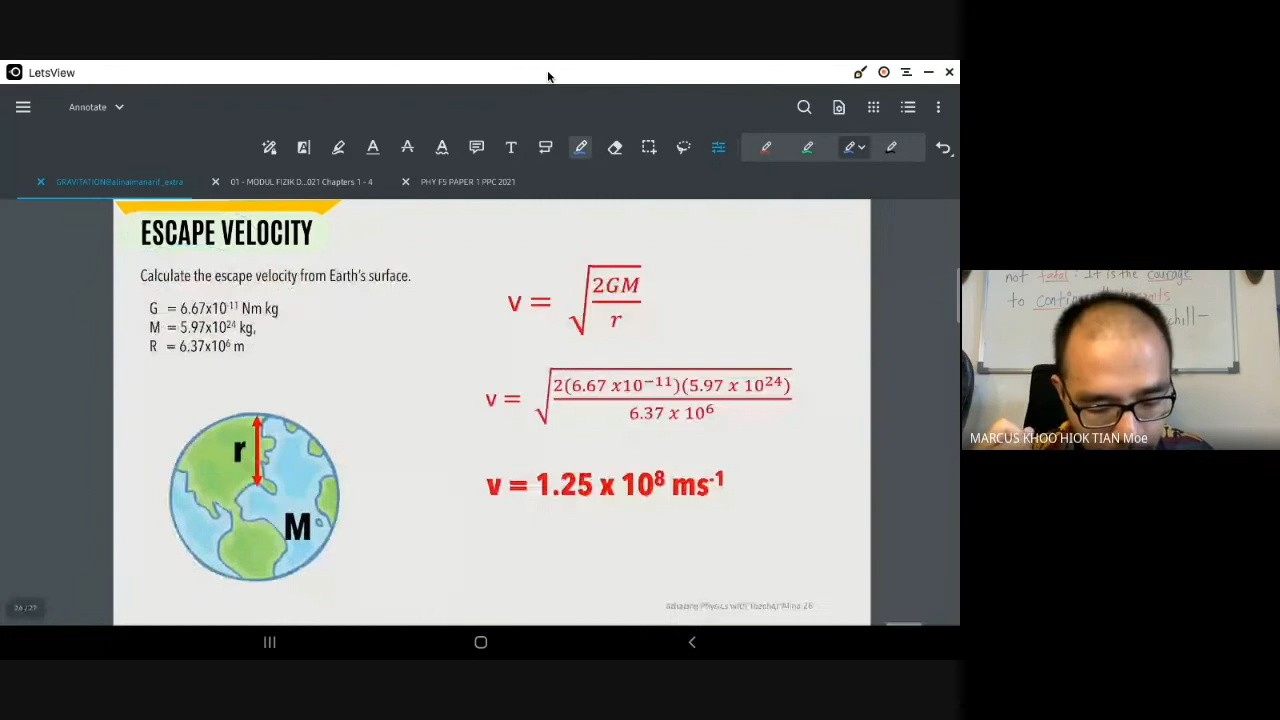 LetsView
Annotate
GRAVITATION@alinaimanarif_extra
01 - MODUL FIZIK D...021 Chapters 1 - 4
PHY F5 PAPER 1 PPC 2021
ESCAPE VELOCITY
Calculate the escape velocity from Earth's surface.
G = 6.67x10⁻¹¹ Nm kg
M = 5.97x10²⁴ kg,
R = 6.37x10⁶ m
v = √(2GM/r)
v = √(2(6.67 x10⁻¹¹)(5.97 x 10²⁴)/6.37 x 10⁶)
v = 1.25 x 10⁸ ms⁻¹
r
M
26 / 27
not fatal: It is the courage
to
MARCUS KHOO HIOK TIAN Moe